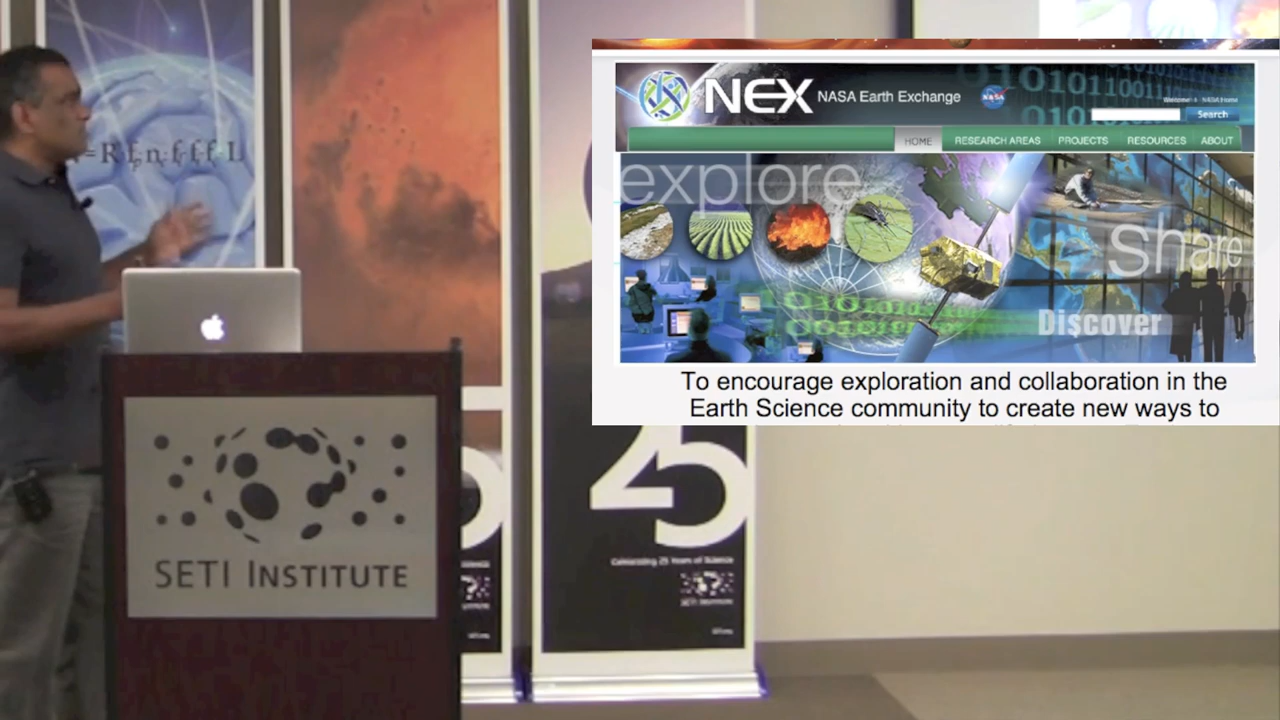 NEX NASA Earth Exchange
NASA
Search
HOME RESEARCH AREAS PROJECTS RESOURCES ABOUT
explore
Share
Discover
To encourage exploration and collaboration in the
Earth Science community to create new ways to
25
Celebrating 25 Years of Science
SETI INSTITUTE
SETI INSTITUTE